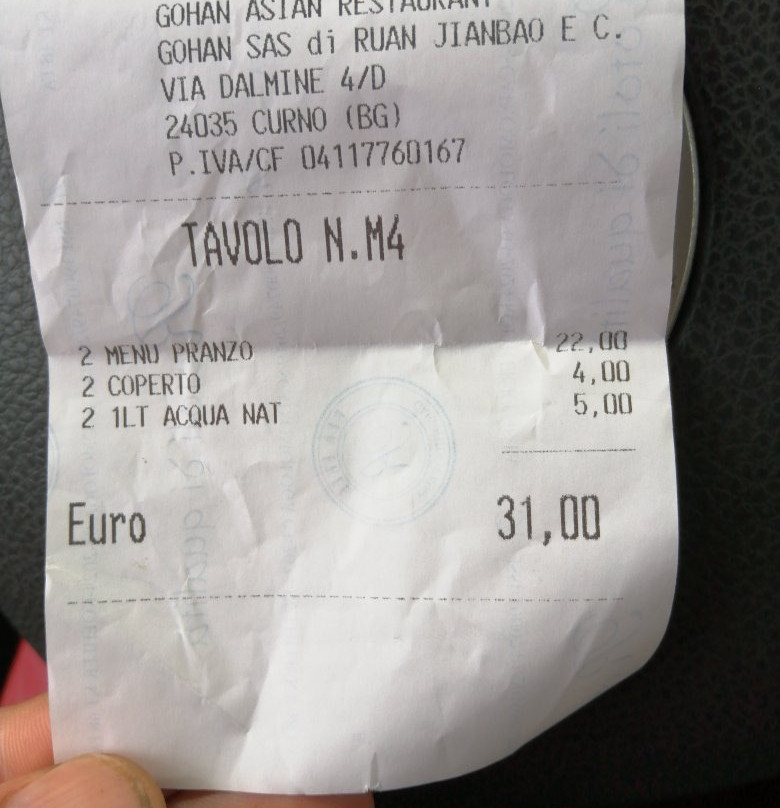 GOHAN ASIAN RESTAURANT
GOHAN SAS di RUAN JIANBAO E C.
VIA DALMINE 4/D
24035 CURNO (BG)
P.IVA/CF 04117760167
TAVOLO N.M4
2 MENU PRANZO 22,00
2 COPERTO 4,00
2 1LT ACQUA NAT 5,00
Euro 31,00